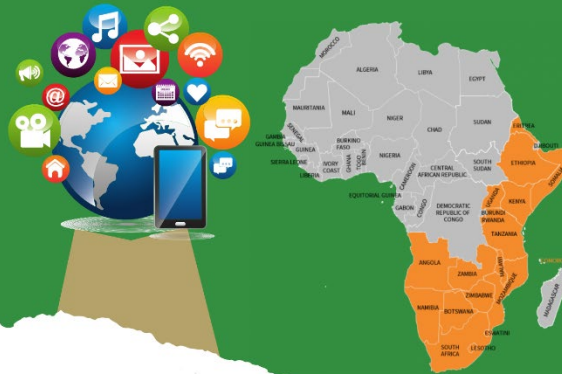 MOROCCO
ALGERIA
LIBYA
EGYPT
MAURITANIA
MALI
NIGER
CHAD
SUDAN
ERITREA
SENEGAL
GAMBIA
GUINEA BISSAU
GUINEA
SIERRA LEONE
LIBERIA
IVORY
COAST
BURKINA
FASO
GHANA
TOGO
BENIN
NIGERIA
CAMEROON
CENTRAL
AFRICAN REPUBLIC
SOUTH
SUDAN
ETHIOPIA
DJIBOUTI
SOMALIA
EQUITORIAL GUINEA
GABON
CONGO
DEMOCRATIC
REPUBLIC OF
CONGO
UGANDA
KENYA
BURUNDI
RWANDA
TANZANIA
ANGOLA
ZAMBIA
MALAWI
MOZAMBIQUE
ZIMBABWE
NAMIBIA
BOTSWANA
MADAGASCAR
ESWATINI
SOUTH
AFRICA
LESOTHO
@